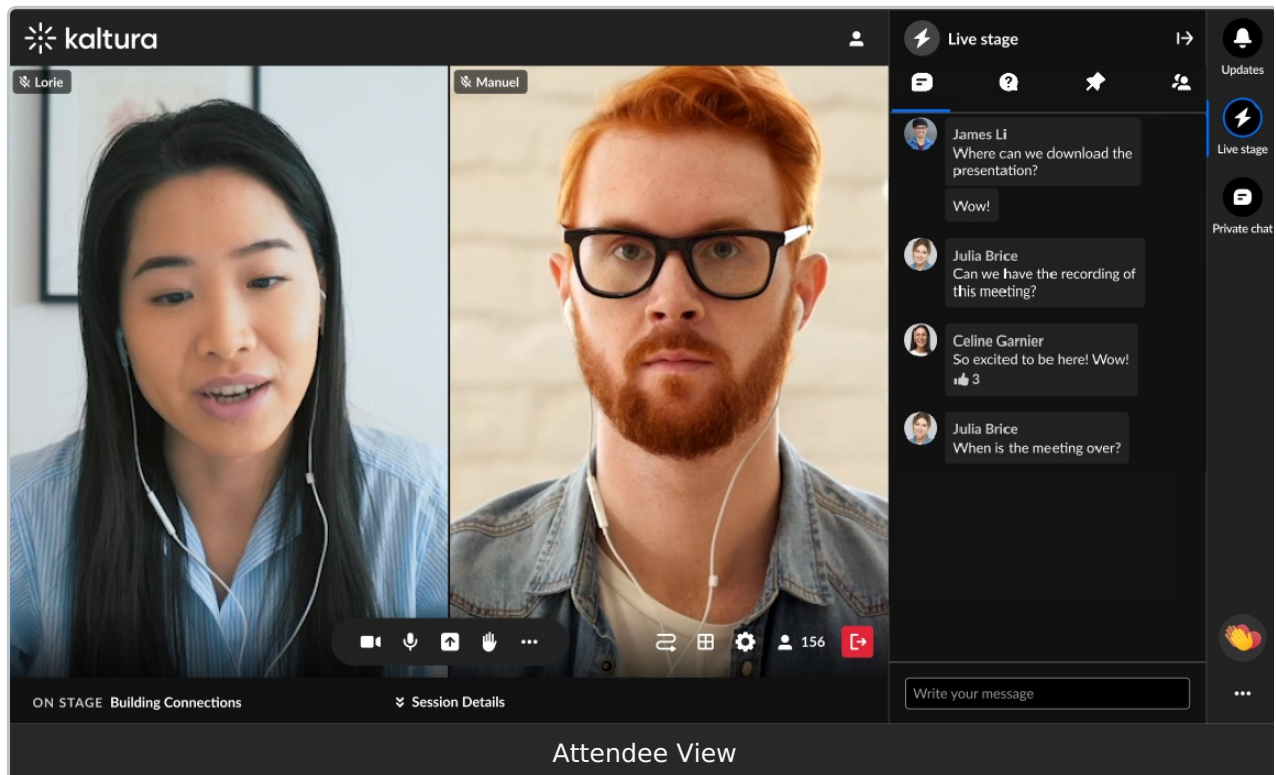 kaltura
Lorie
Manuel
Live stage
Updates
Live stage
Private chat
James Li
Where can we download the
presentation?
Wow!
Julia Brice
Can we have the recording of
this meeting?
Celine Garnier
So excited to be here! Wow!
3
Julia Brice
When is the meeting over?
156
ON STAGE Building Connections
Session Details
Write your message
Attendee View